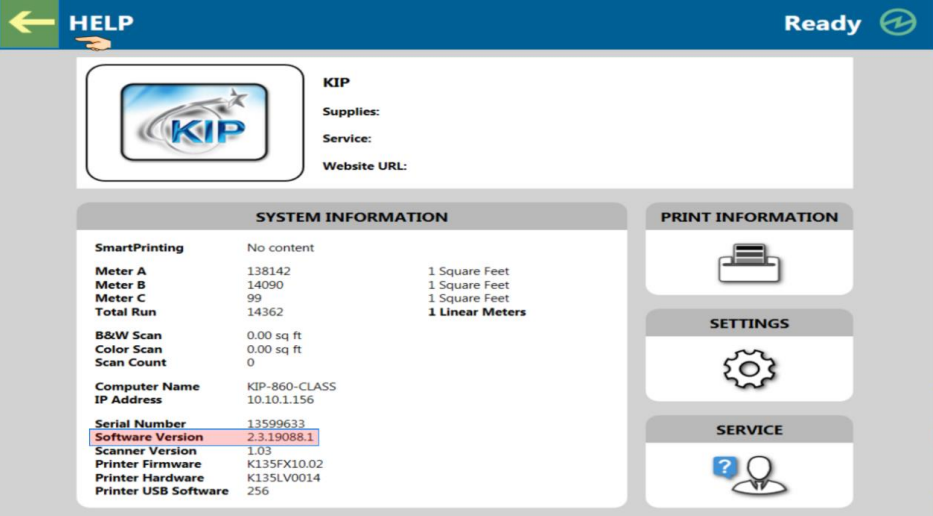 HELP
Ready
KIP
KIP
Supplies:
Service:
Website URL:
SYSTEM INFORMATION
SmartPrinting No content
Meter A 138142 1 Square Feet
Meter B 14090 1 Square Feet
Meter C 99 1 Square Feet
Total Run 14362 1 Linear Meters
B&W Scan 0.00 sq ft
Color Scan 0.00 sq ft
Scan Count 0
Computer Name KIP-860-CLASS
IP Address 10.10.1.156
Serial Number 13599633
Software Version 2.3.19088.1
Scanner Version 1.03
Printer Firmware K135FX10.02
Printer Hardware K135LV0014
Printer USB Software 256
PRINT INFORMATION
SETTINGS
SERVICE
?